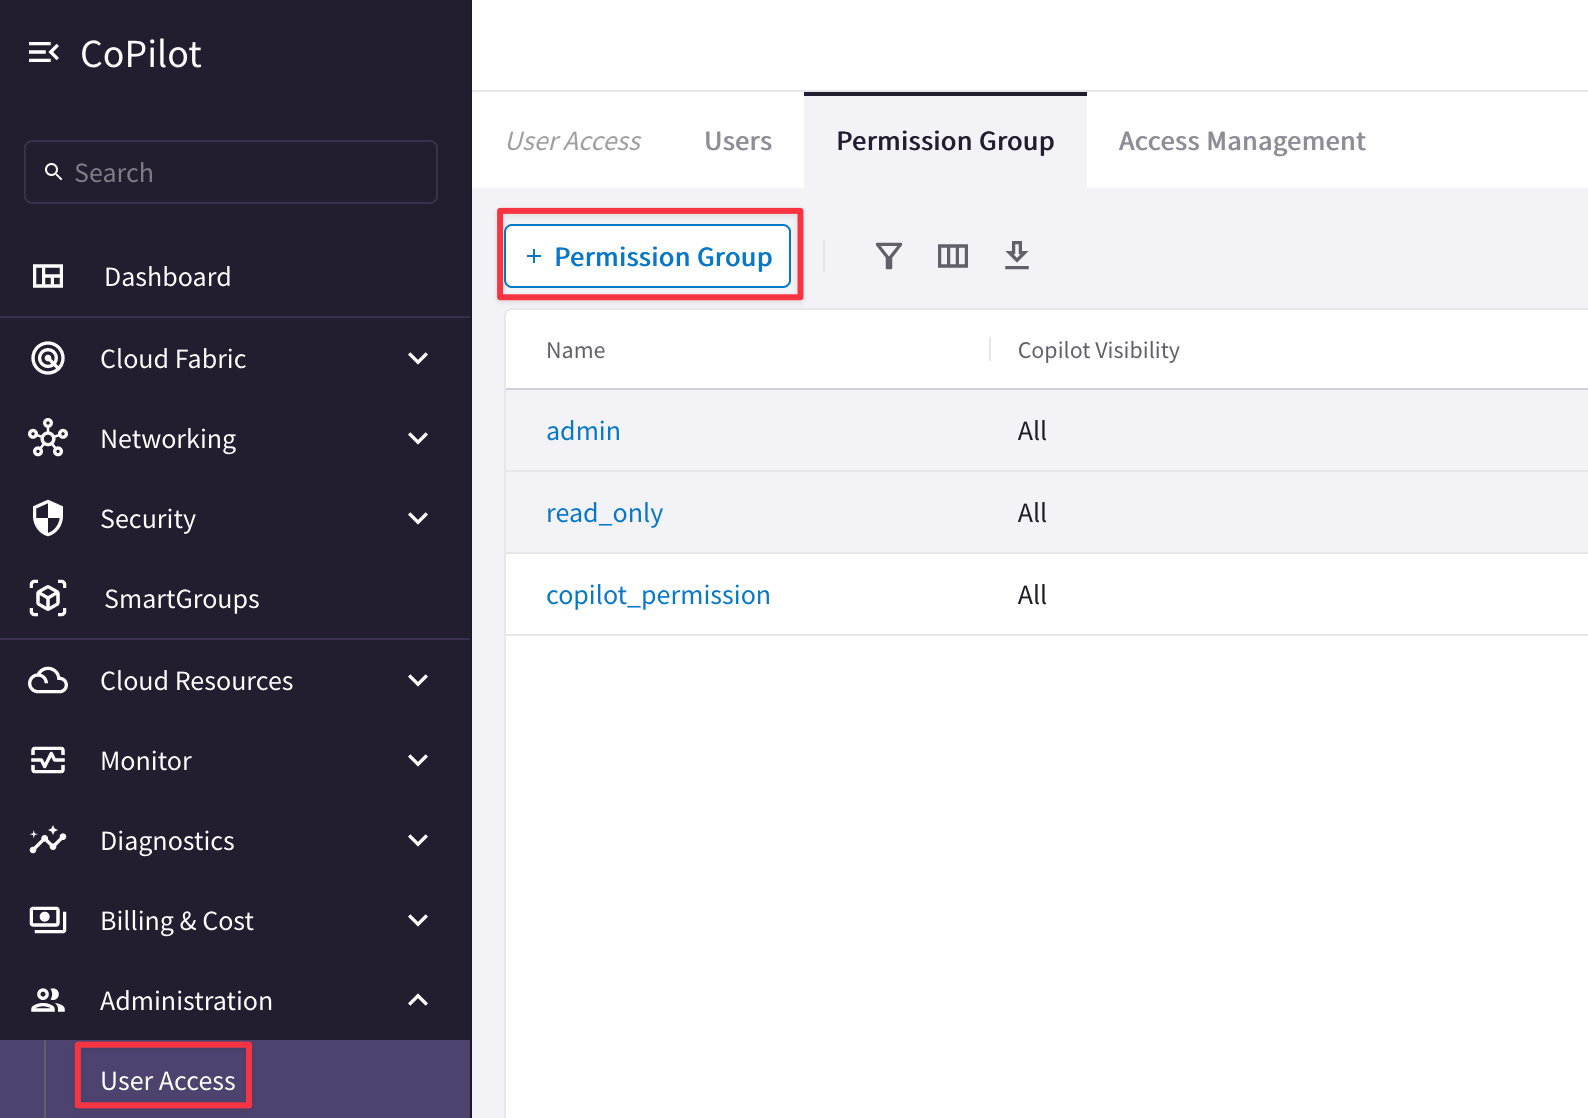 CoPilot
Search
Dashboard
Cloud Fabric
Networking
Security
SmartGroups
Cloud Resources
Monitor
Diagnostics
Billing & Cost
Administration
User Access
User Access Users Permission Group Access Management
+ Permission Group
Name Copilot Visibility
admin All
read_only All
copilot_permission All